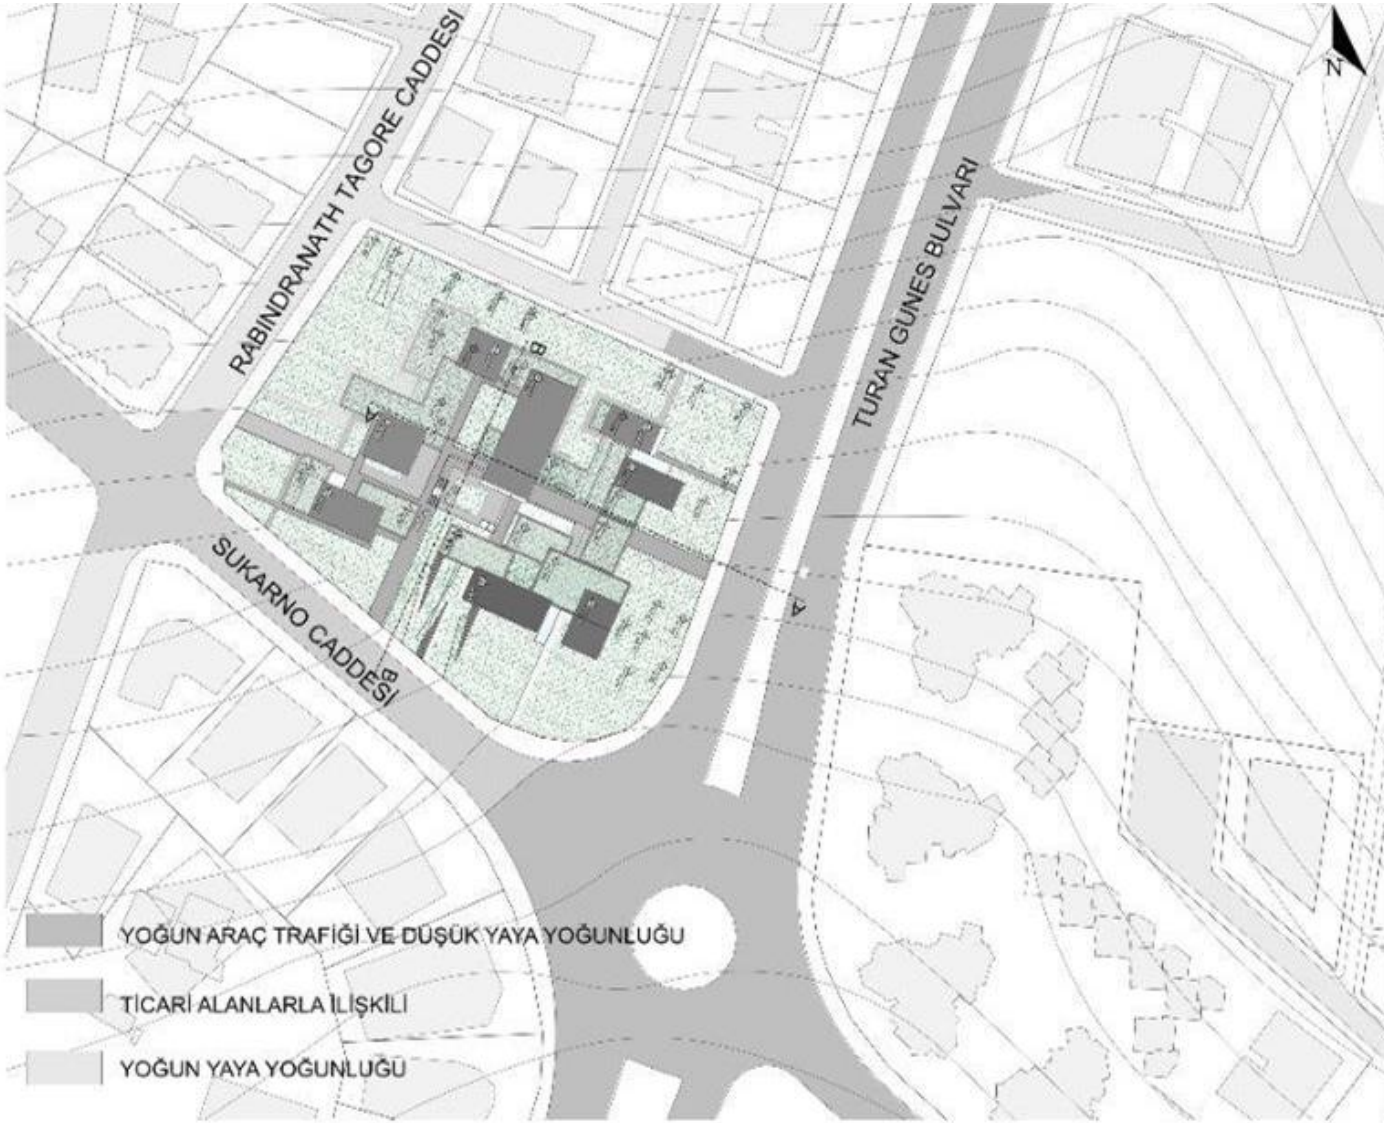 N
RABINDRANATH TAGORE CADDESİ
TURAN GUNES BULVARI
B
A
A
SUKARNO CADDESİ
B
YOĞUN ARAÇ TRAFİĞİ VE DÜŞÜK YAYA YOĞUNLUĞU
TİCARİ ALANLARLA İLİŞKİLİ
YOĞUN YAYA YOĞUNLUĞU